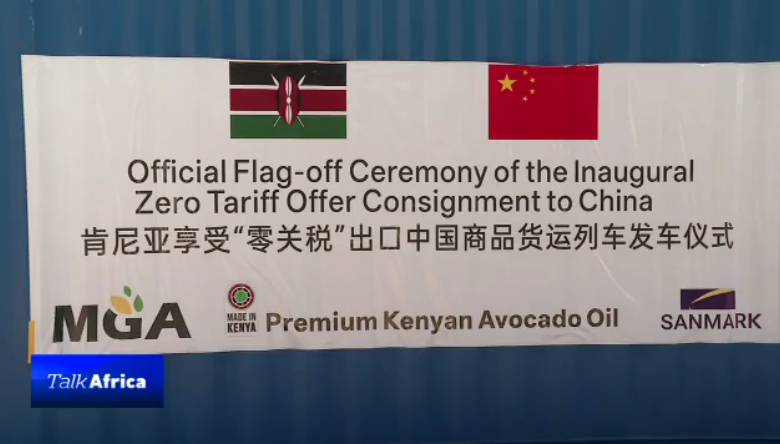 Official Flag-off Ceremony of the Inaugural
Zero Tariff Offer Consignment to China
肯尼亚享受“零关税”出口中国商品货运列车发车仪式
MGA
MADE IN
KENYA
Premium Kenyan Avocado Oil
SANMARK
Talk Africa